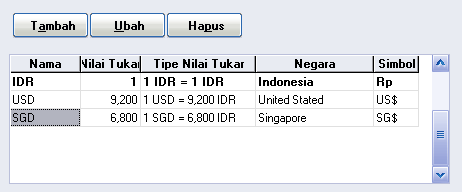 Tambah Ubah Hapus
Nama Nilai Tukar Tipe Nilai Tukar Negara Simbol
IDR 1 1 IDR = 1 IDR Indonesia Rp
USD 9,200 1 USD = 9,200 IDR United Stated US$
SGD 6,800 1 SGD = 6,800 IDR Singapore SG$